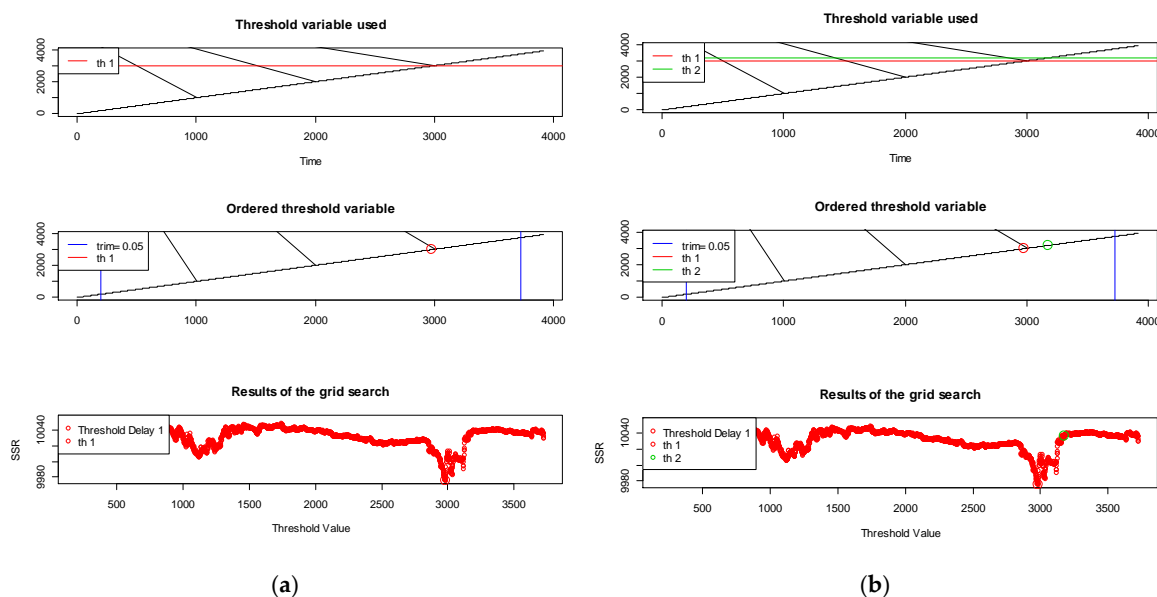 Threshold variable used
th 1
0
2000
4000
0 1000 2000 3000 4000
Time
Ordered threshold variable
trim= 0.05
th 1
0
2000
4000
0 1000 2000 3000 4000
Results of the grid search
Threshold Delay 1
th 1
SSR
9980
10040
500 1000 1500 2000 2500 3000 3500
Threshold Value
(a)
Threshold variable used
th 1
th 2
0
2000
4000
0 1000 2000 3000 4000
Time
Ordered threshold variable
trim= 0.05
th 1
th 2
0
2000
4000
0 1000 2000 3000 4000
Results of the grid search
Threshold Delay 1
th 1
th 2
SSR
9980
10040
500 1000 1500 2000 2500 3000 3500
Threshold Value
(b)